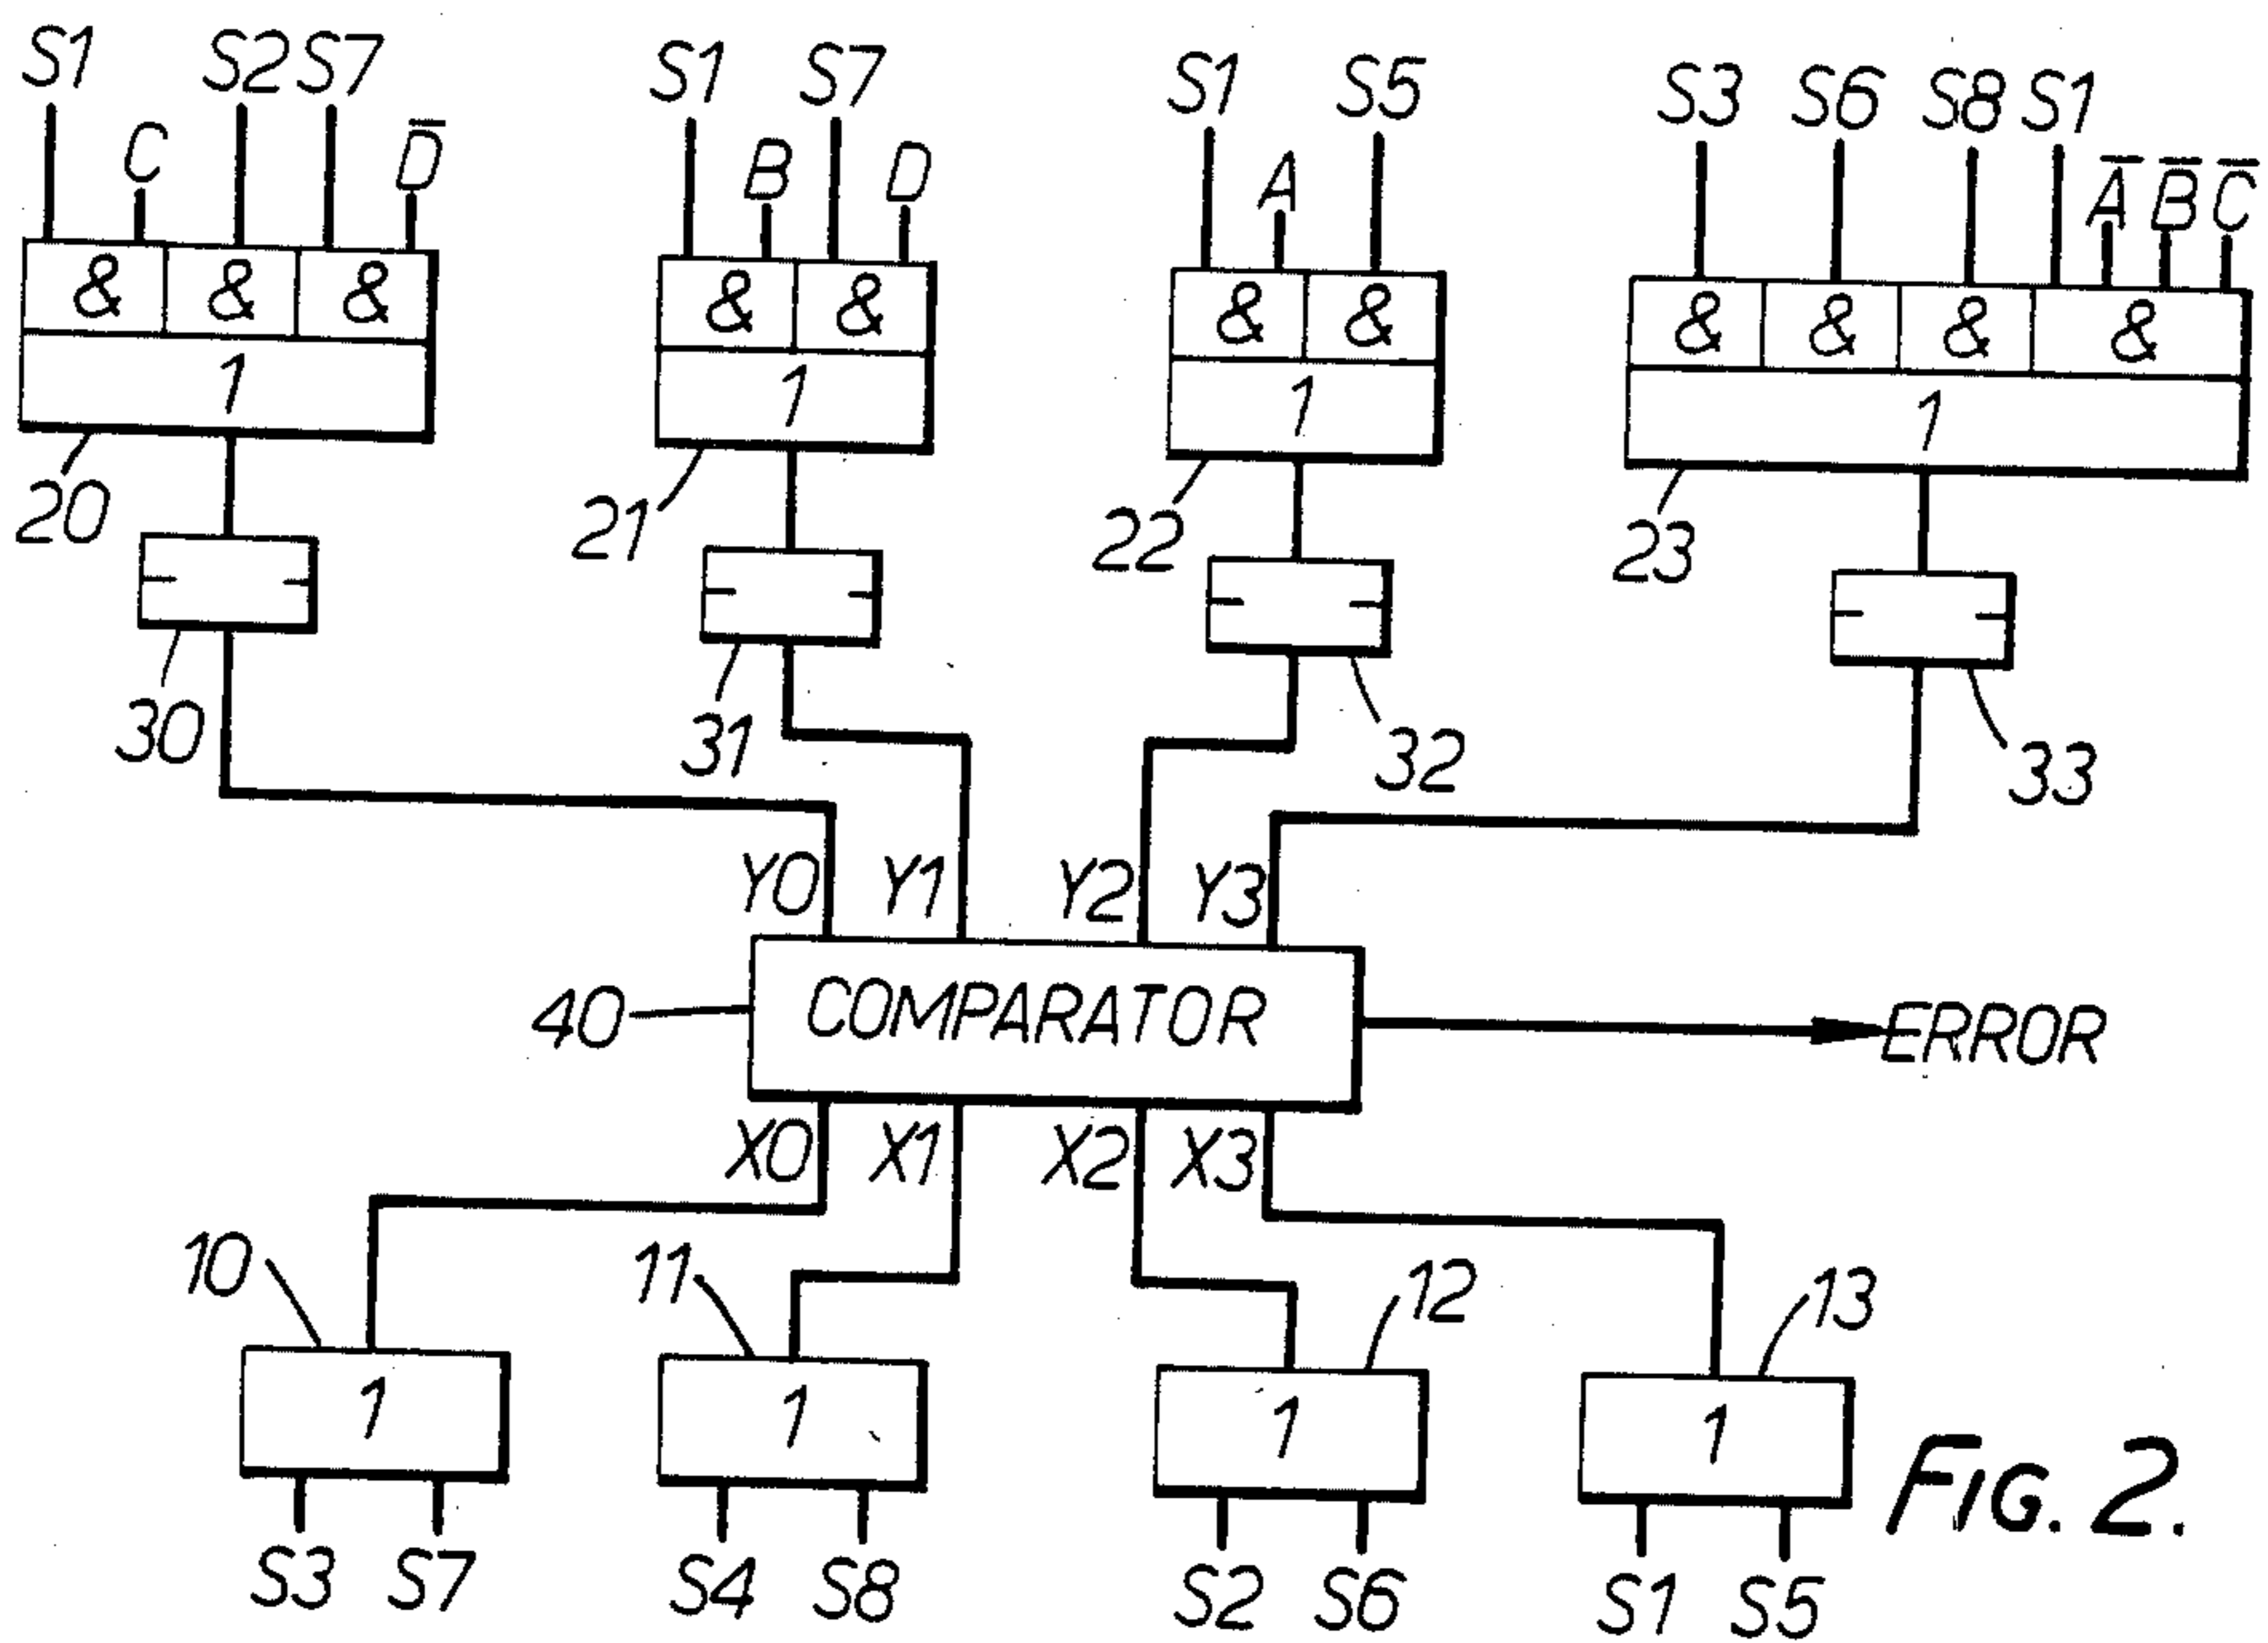 S1 S2 S7 S1 S7 S1 S5 S3 S6 S8 S1
C D̅ B D A A̅ B̅ C̅
& & & & & & & & & & &
1 1 1 1
20 21 22 23
30 31 32 33
Y0 Y1 Y2 Y3
40 COMPARATOR ERROR
X0 X1 X2 X3
10 11 12 13
1 1 1 1
S3 S7 S4 S8 S2 S6 S1 S5
FIG. 2.